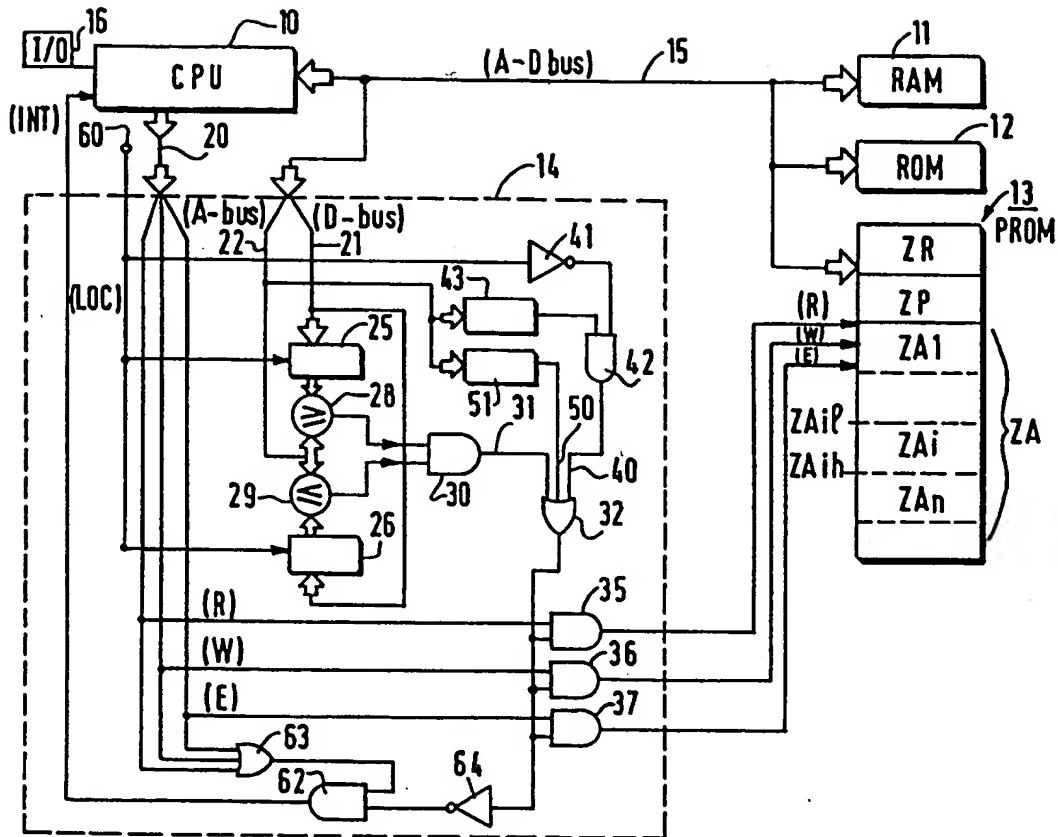 16
10
11
I/O
CPU
(A-D bus)
15
RAM
(INT)
60
20
12
ROM
14
13
PROM
(A-bus)
(D-bus)
22
21
41
ZR
(LOC)
43
ZP
25
(R)
(W)
(E)
ZA1
42
51
28
31
50
ZAiℓ
ZA
ZAi
30
40
ZAih
29
32
ZAn
26
35
(R)
36
(W)
37
(E)
63
64
62